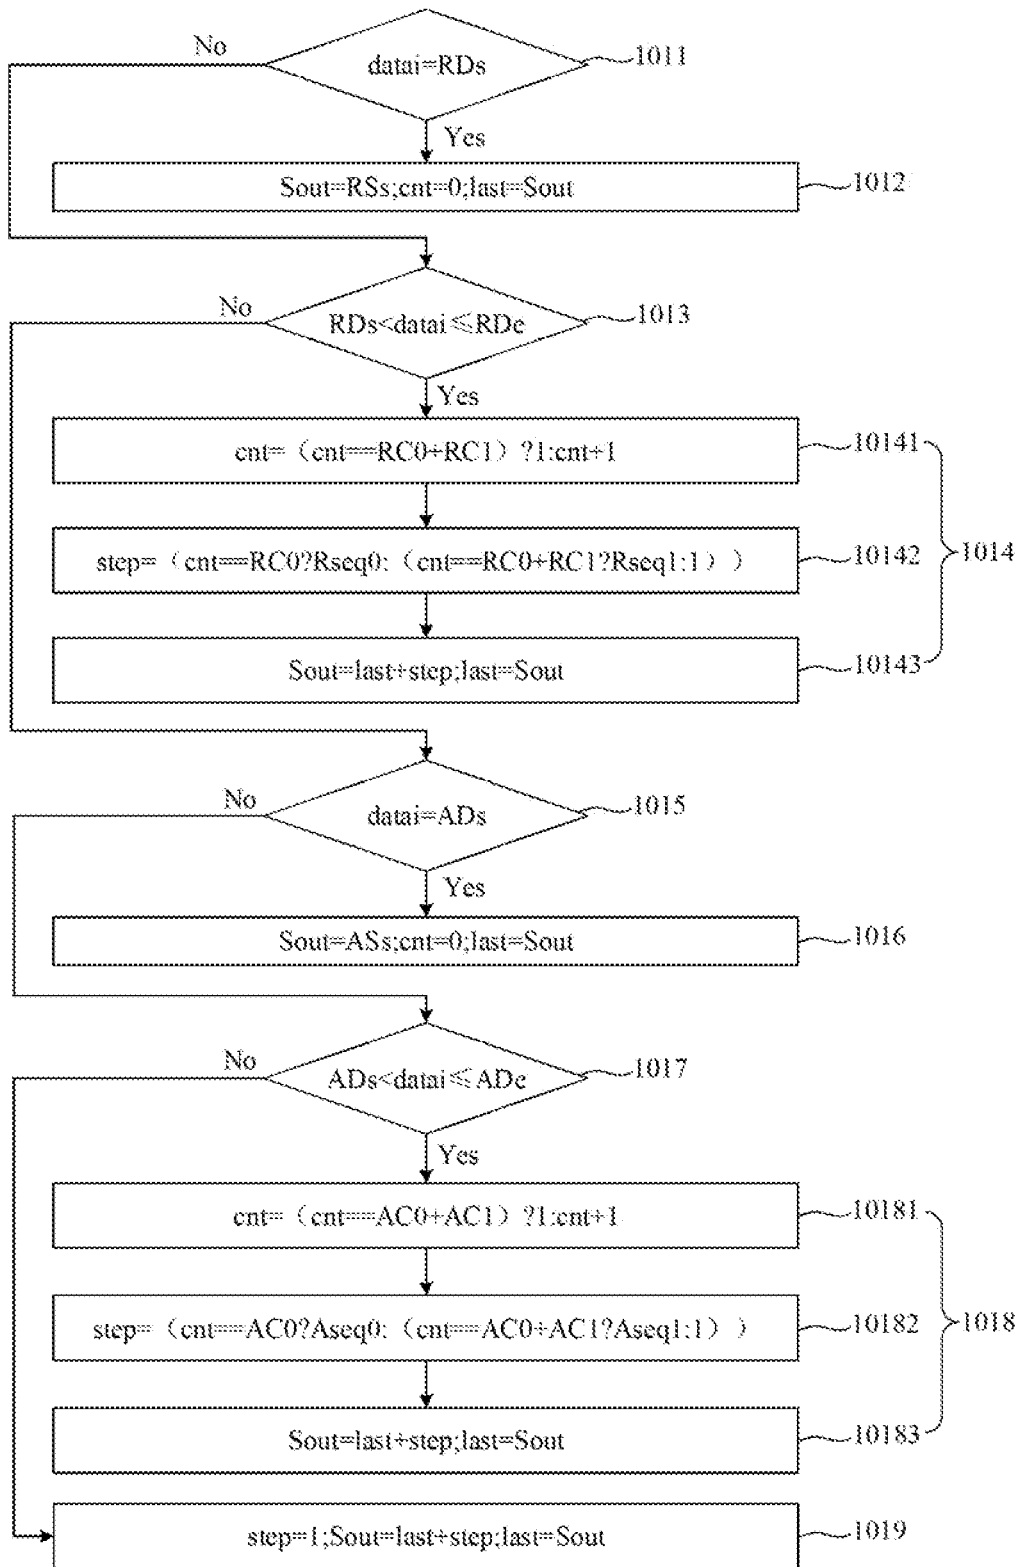 No
datai=RDs
1011
Yes
Sout=RSs;cnt=0;last=Sout
1012
No
RDs<datai≤RDe
1013
Yes
cnt=（cnt==RC0+RC1）?1:cnt+1
10141
step=（cnt==RC0?Rseq0:（cnt==RC0+RC1?Rseq1:1））
10142
1014
Sout=last+step;last=Sout
10143
No
datai=ADs
1015
Yes
Sout=ASs;cnt=0;last=Sout
1016
No
ADs<datai≤ADe
1017
Yes
cnt=（cnt==AC0+AC1）?1:cnt+1
10181
step=（cnt==AC0?Aseq0:（cnt==AC0+AC1?Aseq1:1））
10182
1018
Sout=last+step;last=Sout
10183
step=1;Sout=last+step;last=Sout
1019